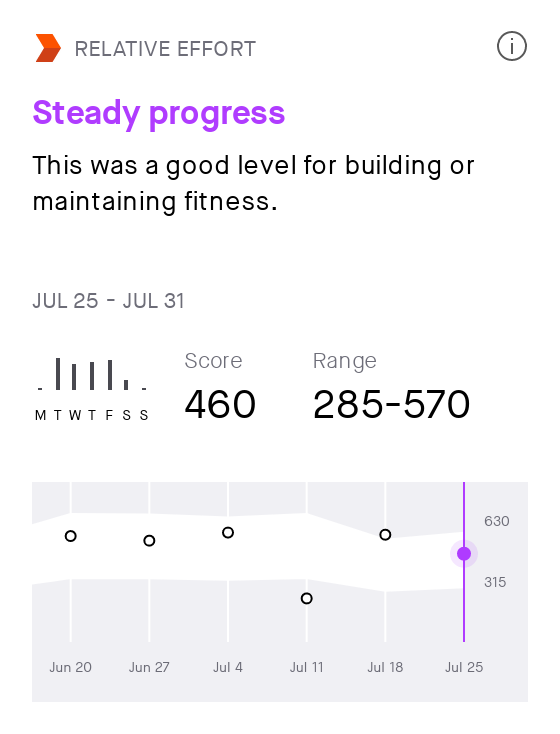 RELATIVE EFFORT
Steady progress
This was a good level for building or
maintaining fitness.
JUL 25 - JUL 31
Score
Range
460
285-570
M T W T F S S
630
315
Jun 20
Jun 27
Jul 4
Jul 11
Jul 18
Jul 25